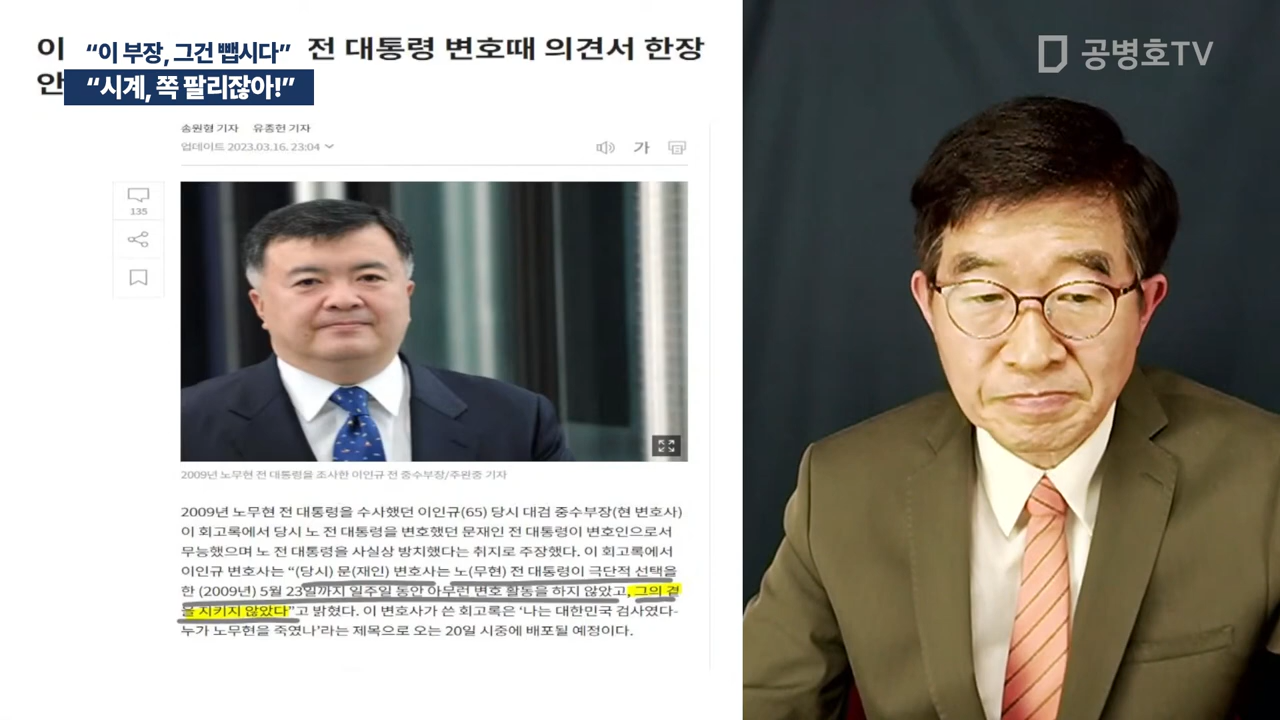 이 “이 부장, 그건 뺍시다” 전 대통령 변호때 의견서 한장
안 “시계, 쪽 팔리잖아!”
공병호TV
송원형 기자 유종헌 기자
업데이트 2023.03.16. 23:04
가
135
2009년 노무현 전 대통령을 조사한 이인규 전 중수부장/주완중 기자
2009년 노무현 전 대통령을 수사했던 이인규(65) 당시 대검 중수부장(현 변호사)
이 회고록에서 당시 노 전 대통령을 변호했던 문재인 전 대통령이 변호인으로서
무능했으며 노 전 대통령을 사실상 방치했다는 취지로 주장했다. 이 회고록에서
이인규 변호사는 “(당시) 문(재인) 변호사는 노(무현) 전 대통령이 극단적 선택을
한 (2009년) 5월 23일까지 일주일 동안 아무런 변호 활동을 하지 않았고, 그의 곁
을 지키지 않았다”고 밝혔다. 이 변호사가 쓴 회고록은 ‘나는 대한민국 검사였다-
누가 노무현을 죽였나’라는 제목으로 오는 20일 시중에 배포될 예정이다.